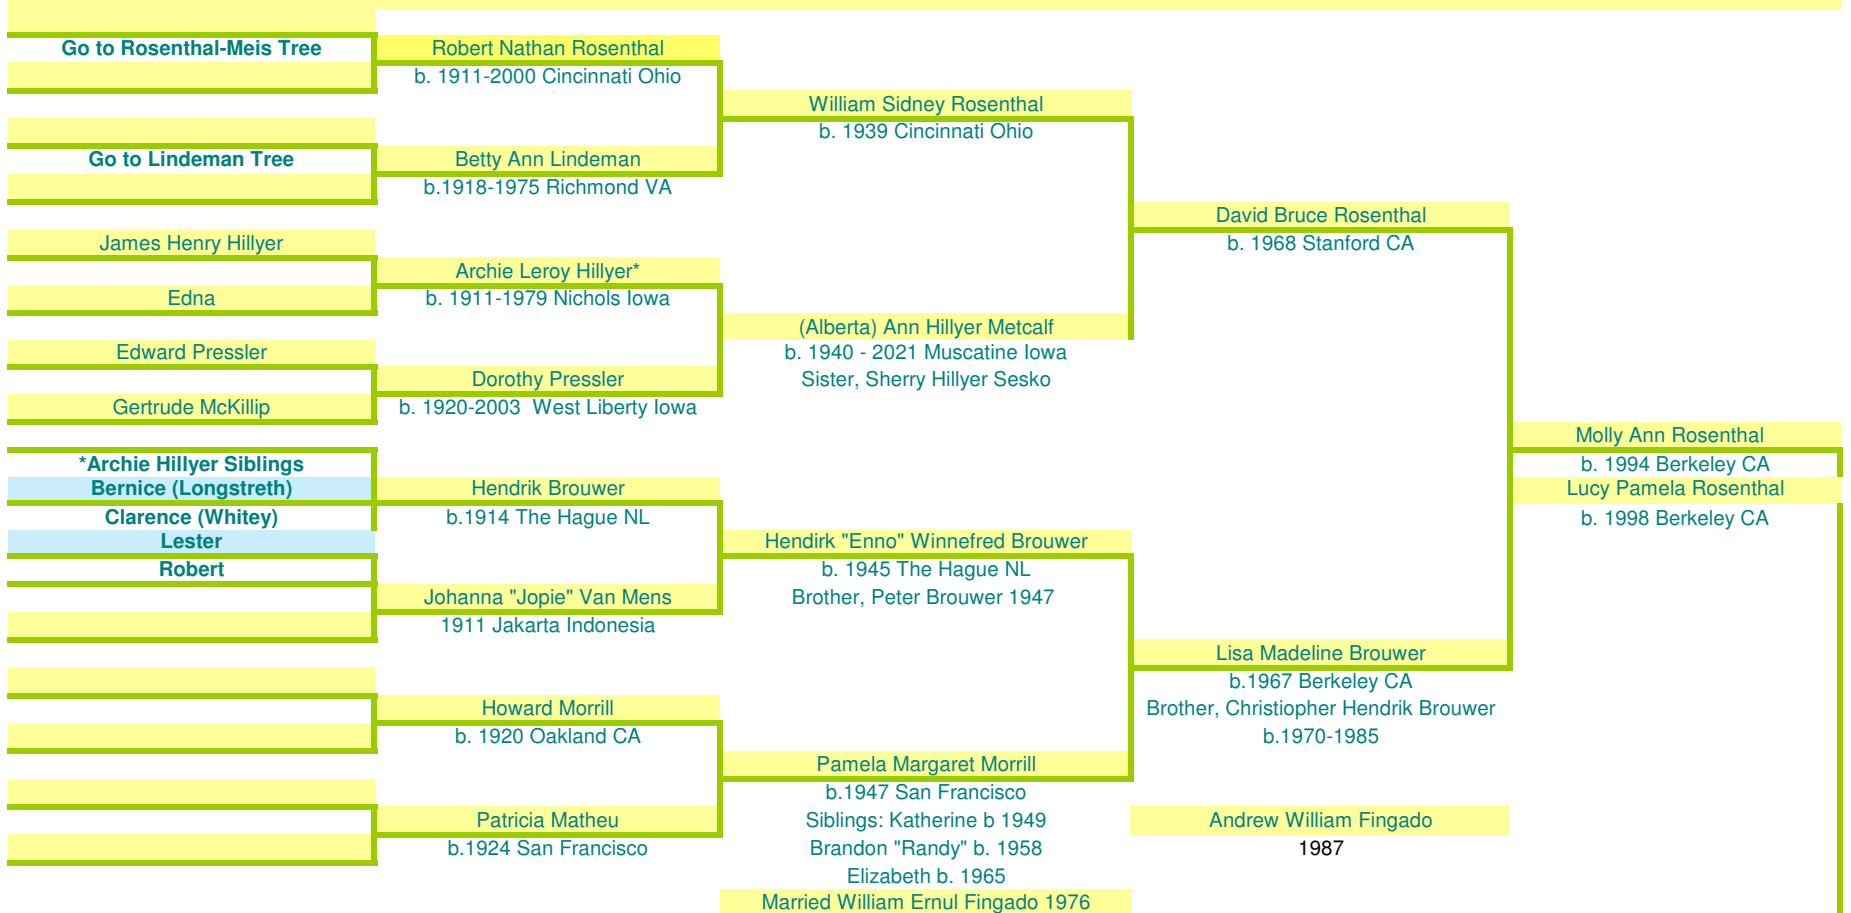 Go to Rosenthal-Meis Tree
Robert Nathan Rosenthal
b. 1911-2000 Cincinnati Ohio
William Sidney Rosenthal
b. 1939 Cincinnati Ohio
Go to Lindeman Tree
Betty Ann Lindeman
b.1918-1975 Richmond VA
David Bruce Rosenthal
b. 1968 Stanford CA
James Henry Hillyer
Archie Leroy Hillyer*
b. 1911-1979 Nichols Iowa
Edna
(Alberta) Ann Hillyer Metcalf
b. 1940 - 2021 Muscatine Iowa
Sister, Sherry Hillyer Sesko
Edward Pressler
Dorothy Pressler
b. 1920-2003  West Liberty Iowa
Gertrude McKillip
Molly Ann Rosenthal
b. 1994 Berkeley CA
Lucy Pamela Rosenthal
b. 1998 Berkeley CA
*Archie Hillyer Siblings
Bernice (Longstreth)
Clarence (Whitey)
Lester
Robert
Hendrik Brouwer
b.1914 The Hague NL
Hendirk "Enno" Winnefred Brouwer
b. 1945 The Hague NL
Brother, Peter Brouwer 1947
Johanna "Jopie" Van Mens
1911 Jakarta Indonesia
Lisa Madeline Brouwer
b.1967 Berkeley CA
Brother, Christiopher Hendrik Brouwer
b.1970-1985
Howard Morrill
b. 1920 Oakland CA
Pamela Margaret Morrill
b.1947 San Francisco
Siblings: Katherine b 1949
Brandon "Randy" b. 1958
Elizabeth b. 1965
Married William Ernul Fingado 1976
Patricia Matheu
b.1924 San Francisco
Andrew William Fingado
1987